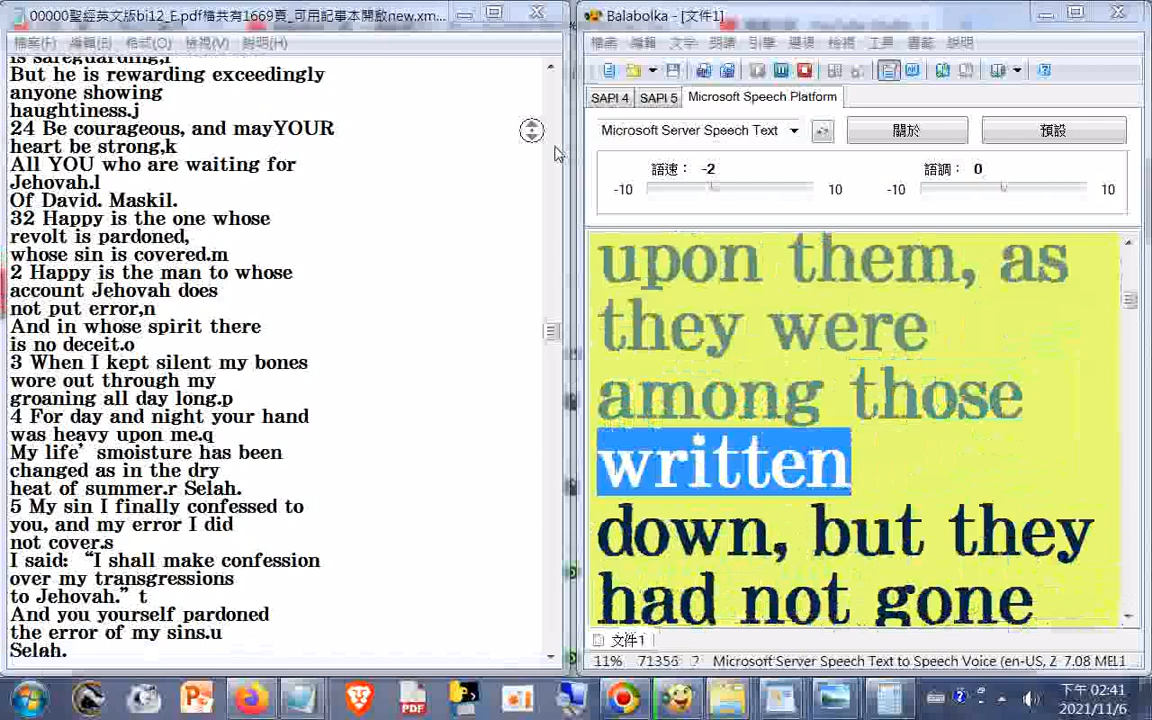 00000聖經英文版bi12_E.pdf檔共有1669頁_可用記事本開啟new.xm...
檔案(F) 編輯(E) 格式(O) 檢視(V) 說明(H)
is safeguarding,i
But he is rewarding exceedingly
anyone showing
haughtiness.j
24 Be courageous, and mayYOUR
heart be strong,k
All YOU who are waiting for
Jehovah.l
Of David. Maskil.
32 Happy is the one whose
revolt is pardoned,
whose sin is covered.m
2 Happy is the man to whose
account Jehovah does
not put error,n
And in whose spirit there
is no deceit.o
3 When I kept silent my bones
wore out through my
groaning all day long.p
4 For day and night your hand
was heavy upon me.q
My life’smoisture has been
changed as in the dry
heat of summer.r Selah.
5 My sin I finally confessed to
you, and my error I did
not cover.s
I said: “I shall make confession
over my transgressions
to Jehovah.”t
And you yourself pardoned
the error of my sins.u
Selah.
Balabolka - [文件1]
檔案 編輯 文字 朗讀 引擎 選項 檢視 工具 書籤 說明
SAPI 4 SAPI 5 Microsoft Speech Platform
Microsoft Server Speech Text 關於 預設
語速： -2 語調： 0
-10 10 -10 10
upon them, as
they were
among those
written
down, but they
had not gone
文件1
11% 71356 ? Microsoft Server Speech Text to Speech Voice (en-US, Z 7.08 ME
PDF
下午 02:41
2021/11/6